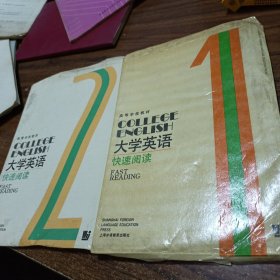 高等学校教材
COLLEGE
ENGLISH
大学英语
快速阅读
FAST
READING
2
高等学校教材
COLLEGE
ENGLISH
大学英语
快速阅读
FAST
READING
1
SHANGHAI FOREIGN
LANGUAGE EDUCATION
PRESS
上海外语教育出版社